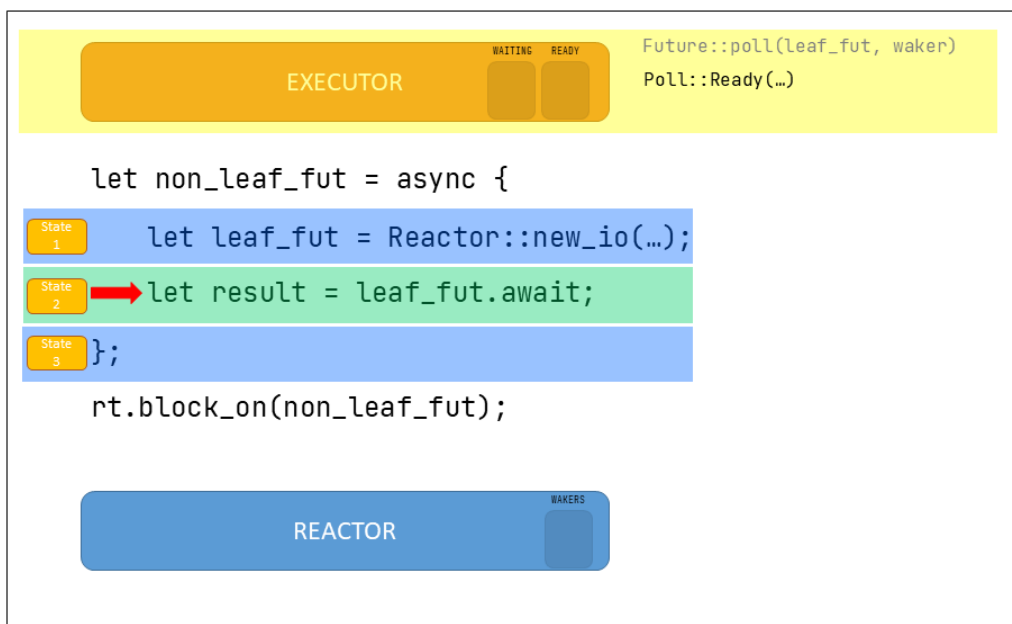 WAITING READY
Future::poll(leaf_fut, waker)
EXECUTOR
Poll::Ready(…)
let non_leaf_fut = async {
State
1
let leaf_fut = Reactor::new_io(…);
State
2
let result = leaf_fut.await;
State
3
};
rt.block_on(non_leaf_fut);
WAKERS
REACTOR